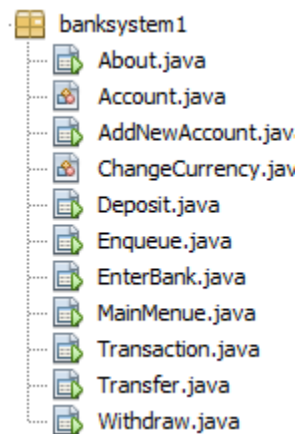 banksystem1
About.java
Account.java
AddNewAccount.java
ChangeCurrency.jav
Deposit.java
Enqueue.java
EnterBank.java
MainMenue.java
Transaction.java
Transfer.java
Withdraw.java